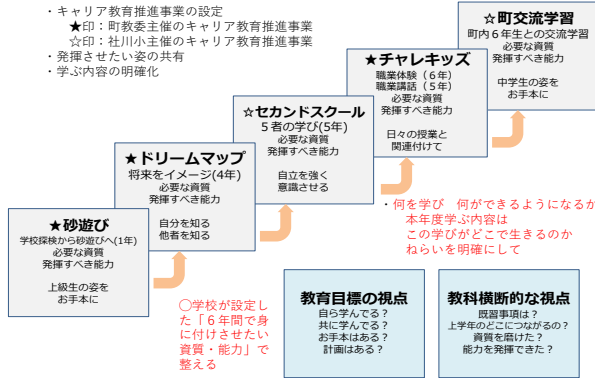 ・キャリア教育推進事業の設定
★印：町教委主催のキャリア教育推進事業
☆印：社川小主催のキャリア教育推進事業
・発揮させたい姿の共有
・学ぶ内容の明確化
☆町交流学習
町内６年生との交流学習
必要な資質
発揮すべき能力
中学生の姿を
お手本に
★チャレキッズ
職業体験（６年）
職業講話（５年）
必要な資質
発揮すべき能力
日々の授業と
関連付けて
☆セカンドスクール
５者の学び(5年)
必要な資質
発揮すべき能力
自立を強く
意識させる
★ドリームマップ
将来をイメージ(4年)
必要な資質
発揮すべき能力
自分を知る
他者を知る
★砂遊び
学校探検から砂遊びへ(1年)
必要な資質
発揮すべき能力
上級生の姿を
お手本に
・何を学び　何ができるようになるか
本年度学ぶ内容は
この学びがどこで生きるのか
ねらいを明確にして
〇学校が設定し
た「６年間で身
に付けさせたい
資質・能力」で
整える
教育目標の視点
自ら学んでる？
共に学んでる？
お手本はある？
計画はある？
教科横断的な視点
既習事項は？
上学年のどこにつながるの？
資質を磨けた？
能力を発揮できた？